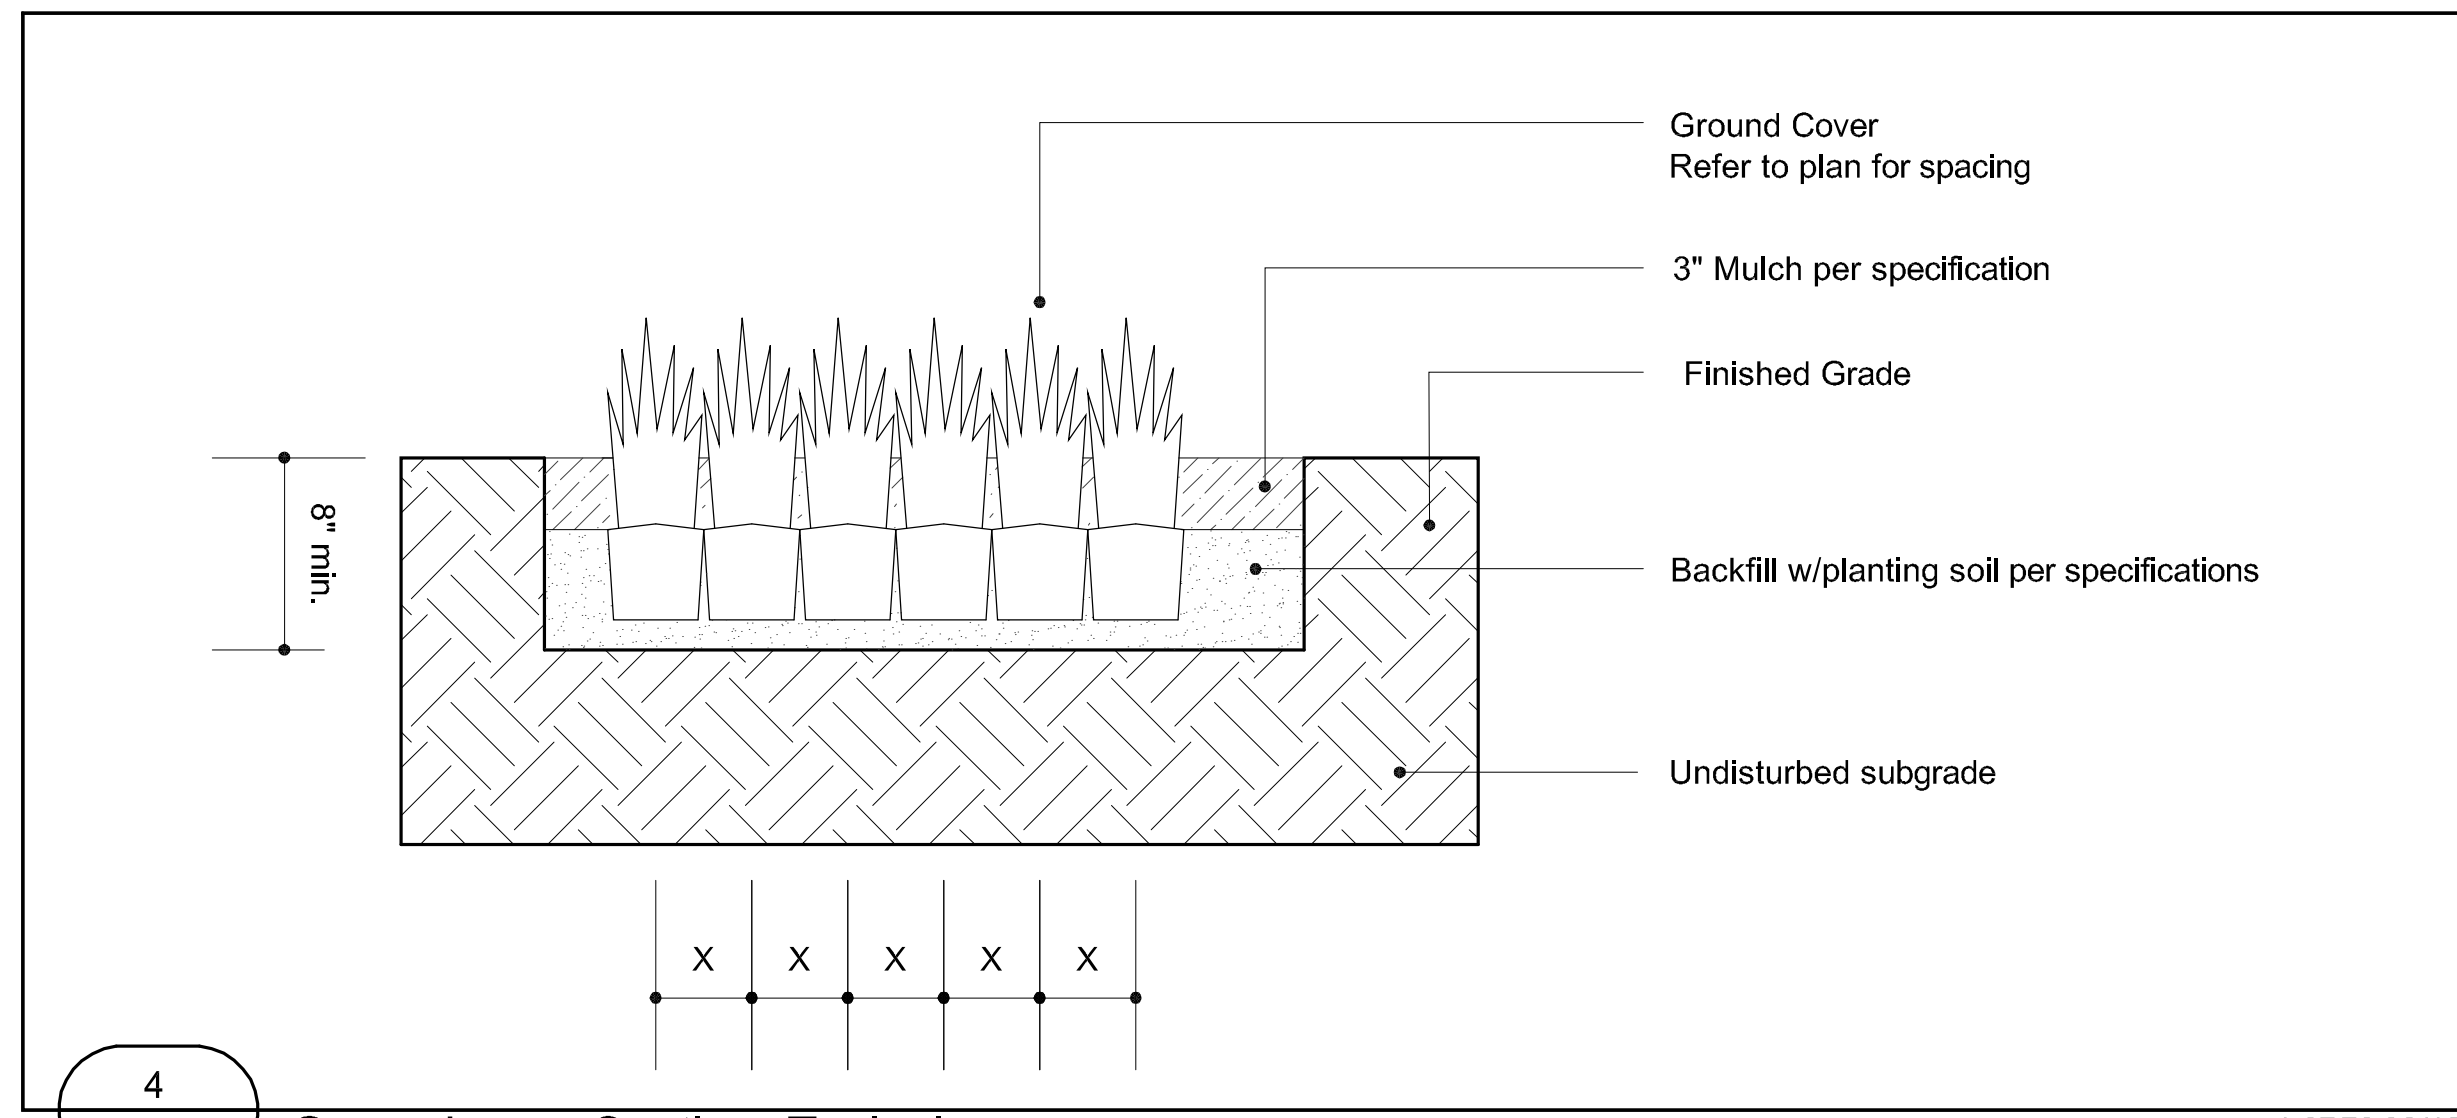 Ground Cover
Refer to plan for spacing
3" Mulch per specification
Finished Grade
8" min.
Backfill w/planting soil per specifications
Undisturbed subgrade
X X X X X
4